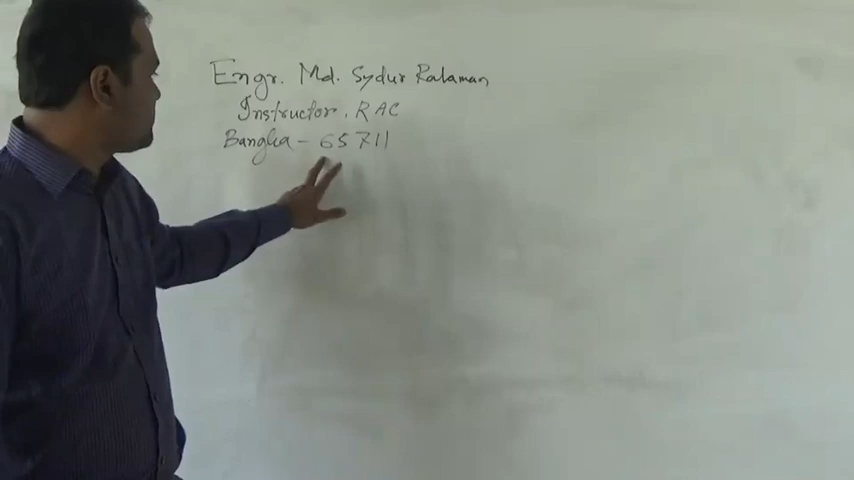 Engr. Md. Sydur Rahaman
Instructor, RAC
Bangla - 65711